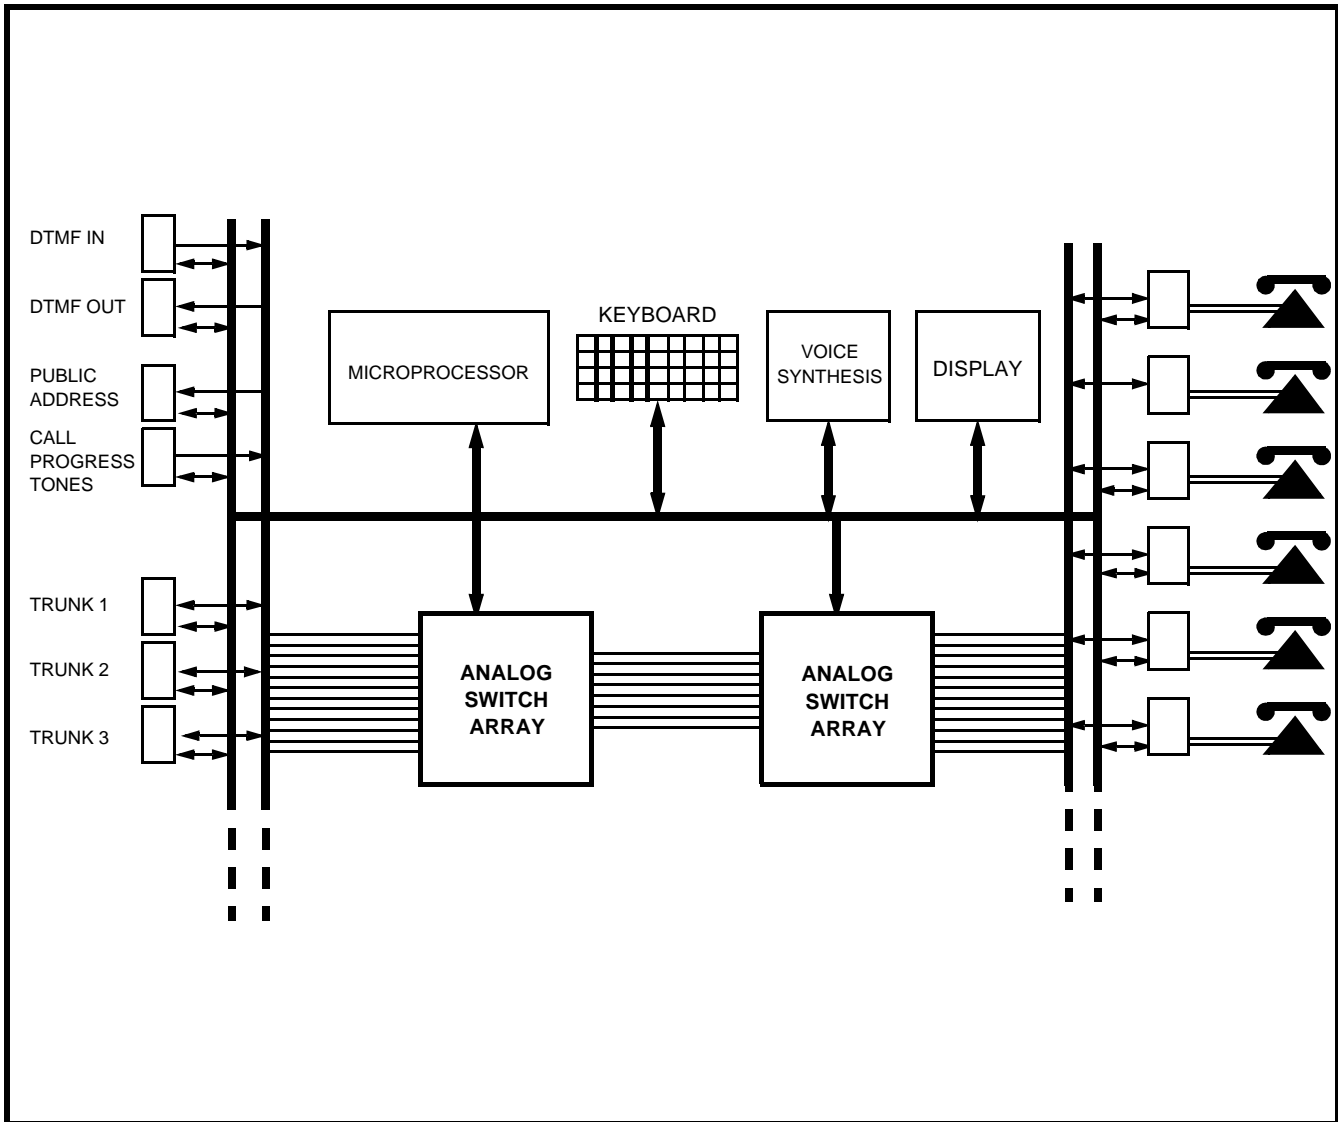 DTMF IN
DTMF OUT
PUBLIC
ADDRESS
CALL
PROGRESS
TONES
TRUNK 1
TRUNK 2
TRUNK 3
MICROPROCESSOR
KEYBOARD
VOICE
SYNTHESIS
DISPLAY
ANALOG
SWITCH
ARRAY
ANALOG
SWITCH
ARRAY